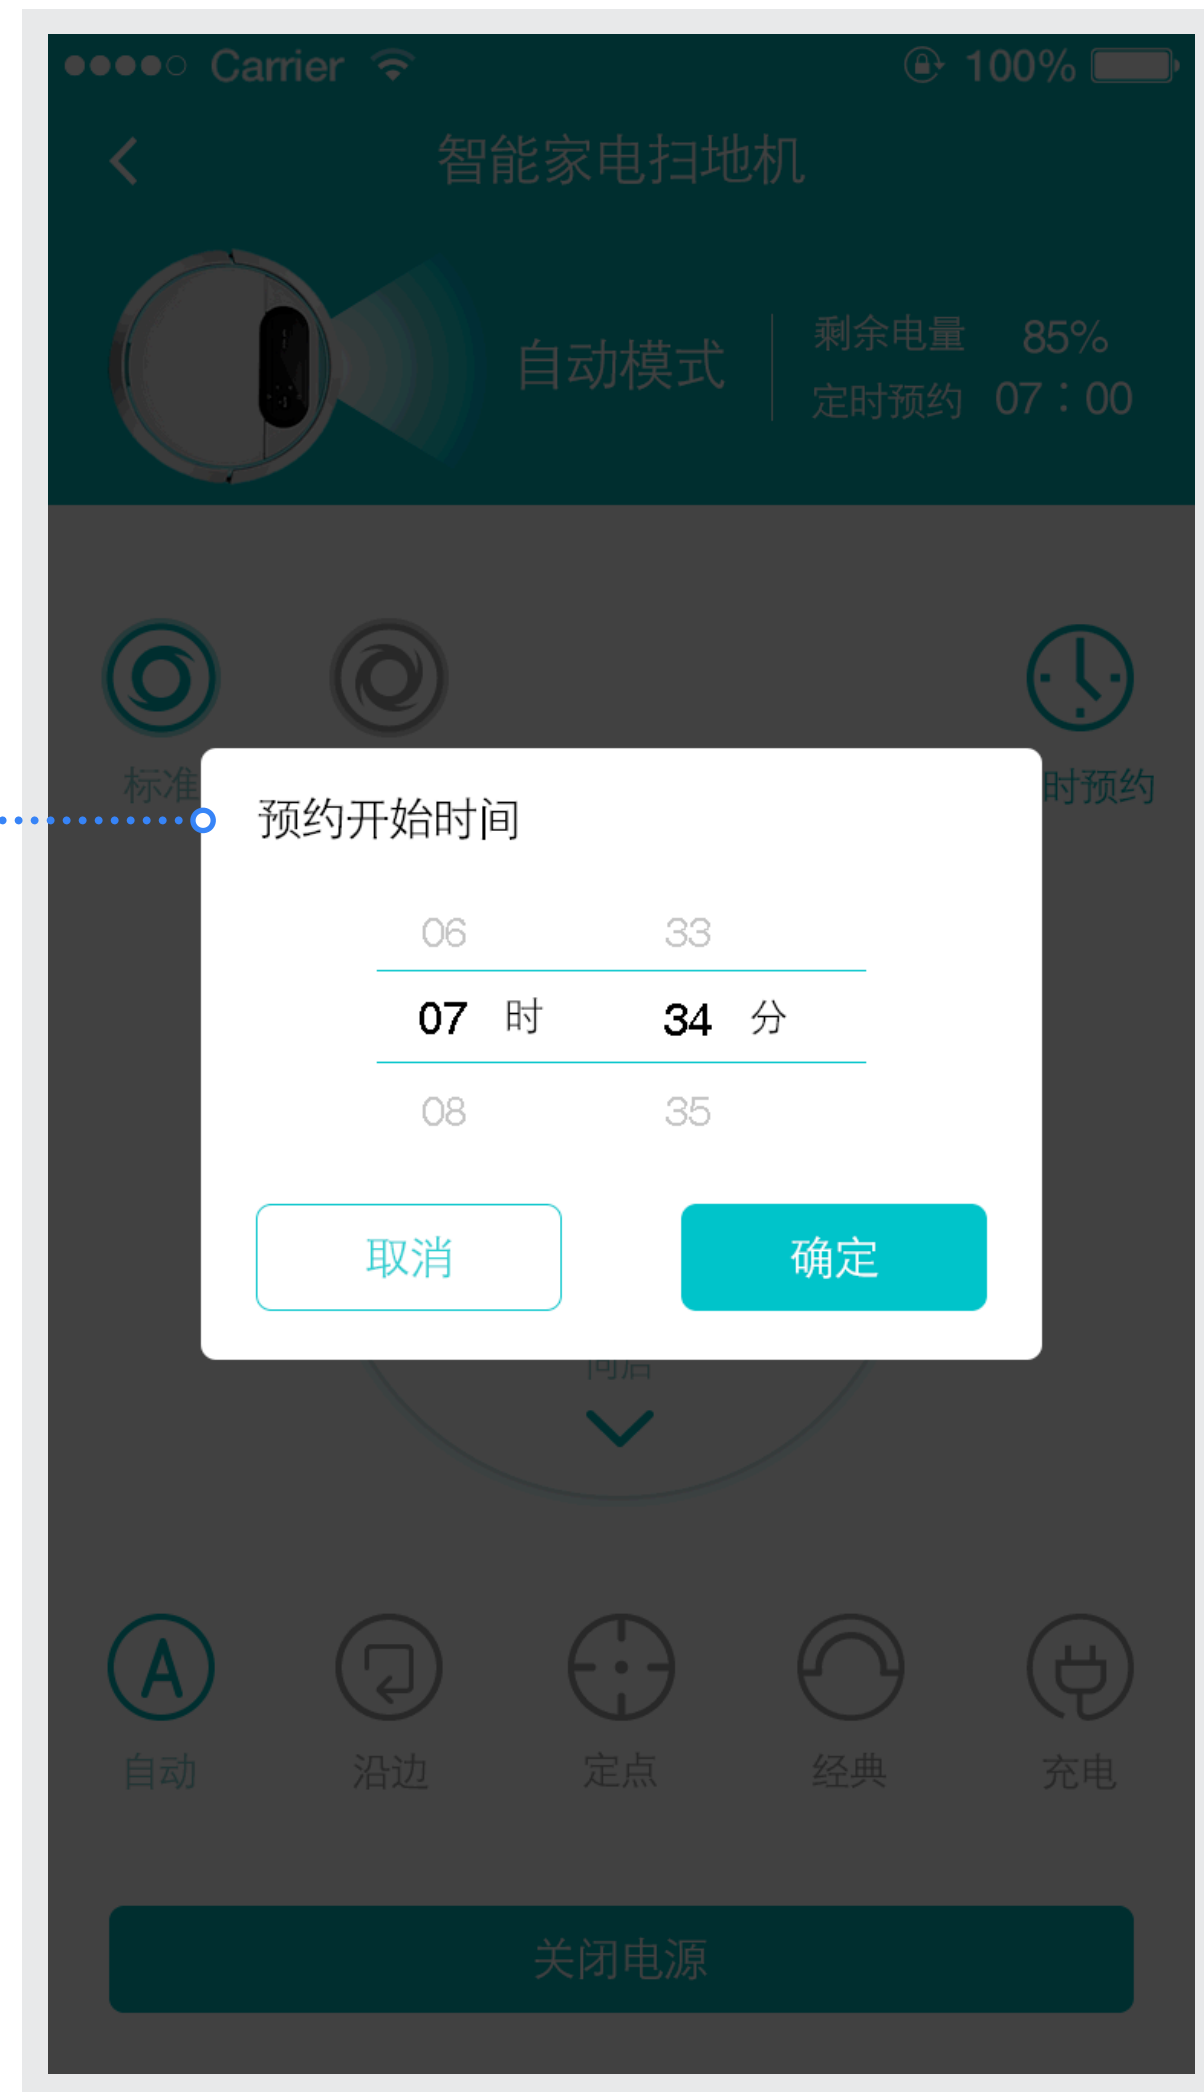 Carrier 100%
智能家电扫地机
自动模式
剩余电量 85%
定时预约 07：00
标准
时预约
预约开始时间
06 33
07 时 34 分
08 35
取消 确定
向后
A
自动 沿边 定点 经典 充电
关闭电源